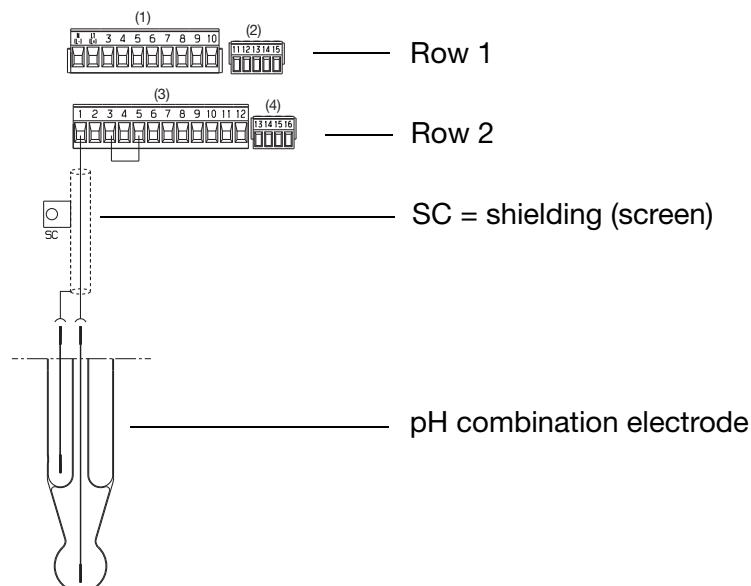 (1)
(2)
N L1 3 4 5 6 7 8 9 10
(L-) (L+)
11 12 13 14 15
Row 1
(3)
(4)
1 2 3 4 5 6 7 8 9 10 11 12
13 14 15 16
Row 2
SC
SC = shielding (screen)
pH combination electrode